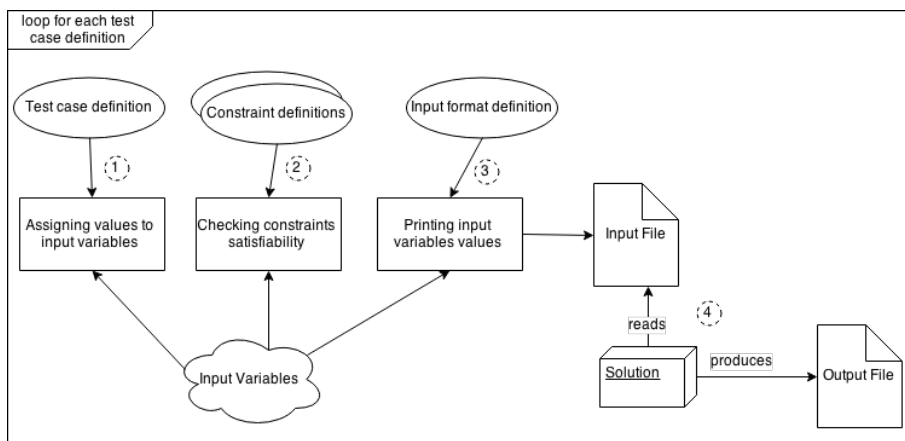 loop for each test
case definition
Test case definition
Constraint definitions
Input format definition
1
2
3
Assigning values to
input variables
Checking constraints
satisfiability
Printing input
variables values
Input File
reads
4
Input Variables
Solution
produces
Output File